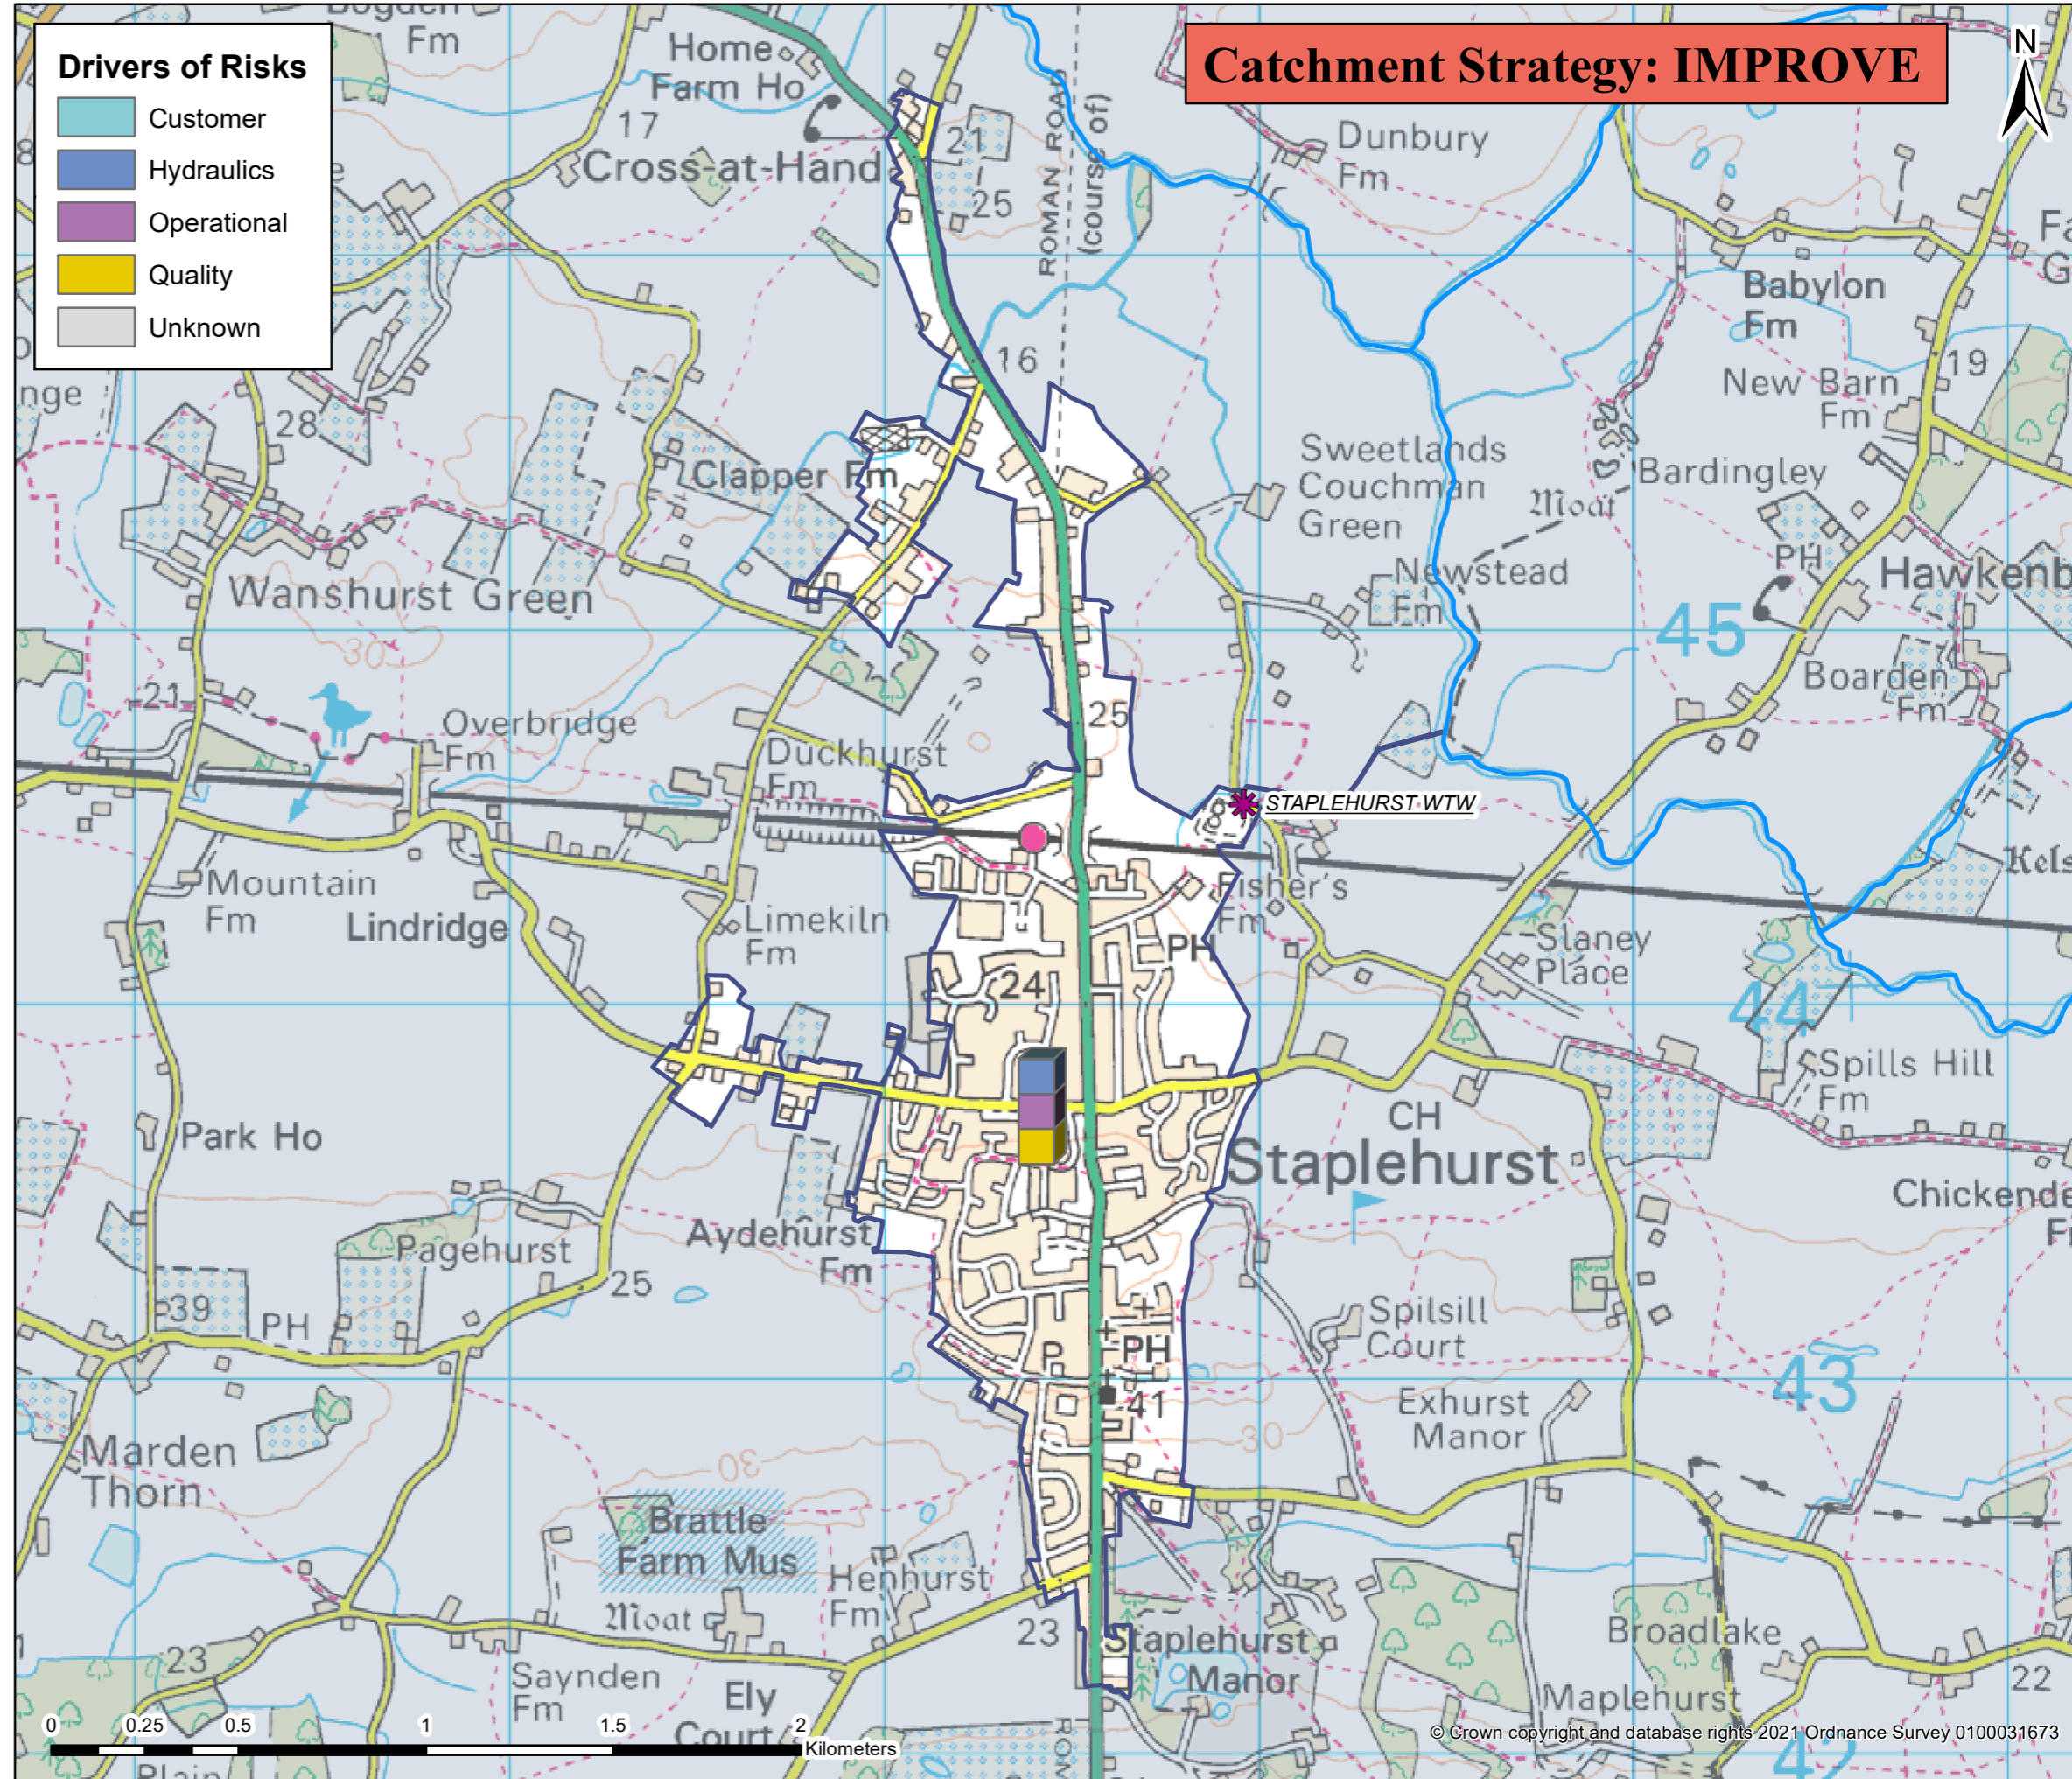 Drivers of Risks
Customer
Hydraulics
Operational
Quality
Unknown
Catchment Strategy: IMPROVE
N
Fm
Home
Farm Ho
17
Cross-at-Hand
21
25
ROMAN ROAD
(course of)
Dunbury
Fm
Babylon
Fm
16
19
New Barn
Fm
28
Clapper Fm
Sweetlands
Couchman
Green
Moat
Bardingley
PH
Newstead
Fm
Wanshurst Green
30
45
Boarden
Fm
21
25
Overbridge
Fm
Duckhurst
Fm
STAPLEHURST WTW
Mountain
Fm
Lindridge
Limekiln
Fm
Fisher's
Fm
PH
Slaney
Place
24
44
Spills Hill
Fm
Park Ho
CH
Staplehurst
Aydehurst
Fm
Pagehurst
25
39
PH
Spilsill
Court
P
PH
43
41
Exhurst
Manor
30
30
Marden
Thorn
Brattle
Farm Mus
Henhurst
Fm
Moat
23
Staplehurst
Manor
Broadlake
23
Saynden
Fm
Ely
Court
Maplehurst
22
0 0.25 0.5 1 1.5 2
Kilometers
© Crown copyright and database rights 2021 Ordnance Survey 0100031673
42